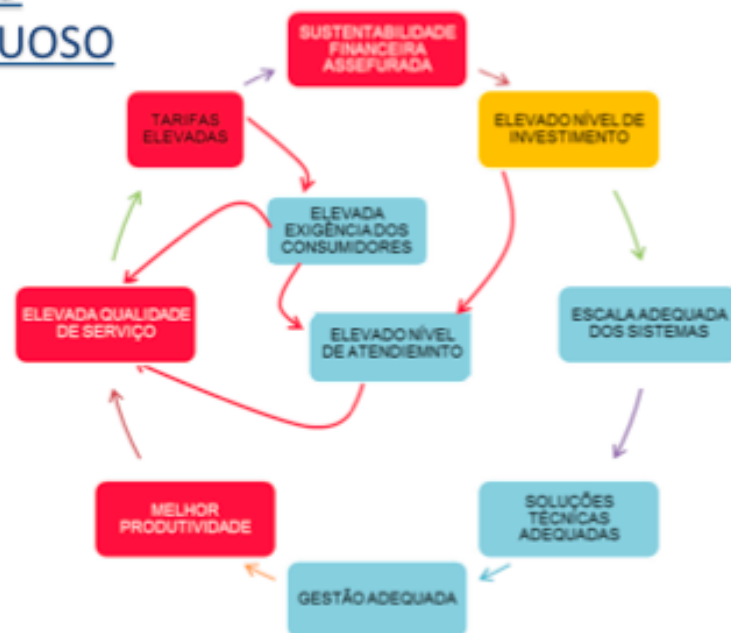 UOSO
SUSTENTABILIDADE
FINANCEIRA
ASSEFURADA
TARIFAS
ELEVADAS
ELEVADO NÍVEL DE
INVESTIMENTO
ELEVADA
EXIGÊNCIA DOS
CONSUMIDORES
ELEVADA QUALIDADE
DE SERVIÇO
ELEVADO NÍVEL
DE ATENDIEMNTO
ESCALA ADEQUADA
DOS SISTEMAS
MELHOR
PRODUTIVIDADE
SOLUÇÕES
TÉCNICAS
ADEQUADAS
GESTÃO ADEQUADA